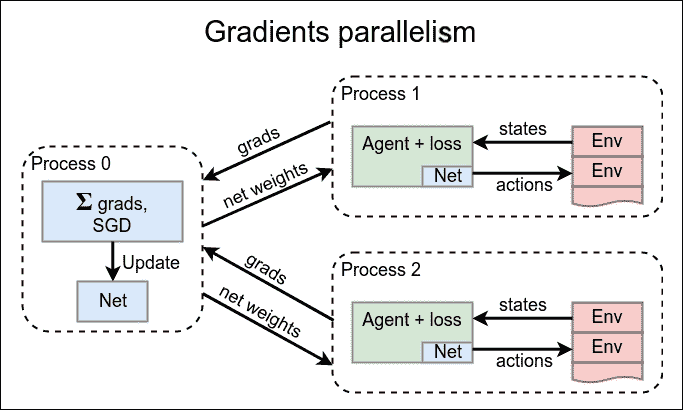 Gradients parallelism
Process 0
Σ grads,
SGD
Update
Net
grads
net weights
grads
net weights
Process 1
Agent + loss
Net
states
actions
Env
Env
Process 2
Agent + loss
Net
states
actions
Env
Env